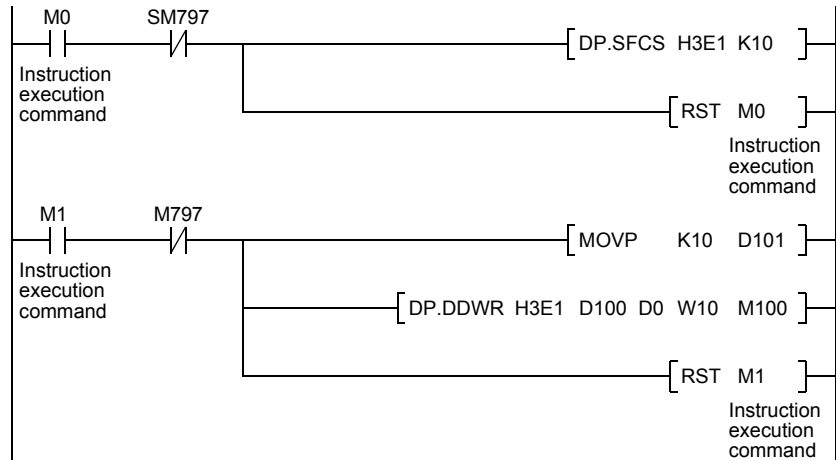 M0 SM797
DP.SFCS H3E1 K10
Instruction
execution
command
RST M0
Instruction
execution
command
M1 M797
MOVP K10 D101
Instruction
execution
command
DP.DDWR H3E1 D100 D0 W10 M100
RST M1
Instruction
execution
command